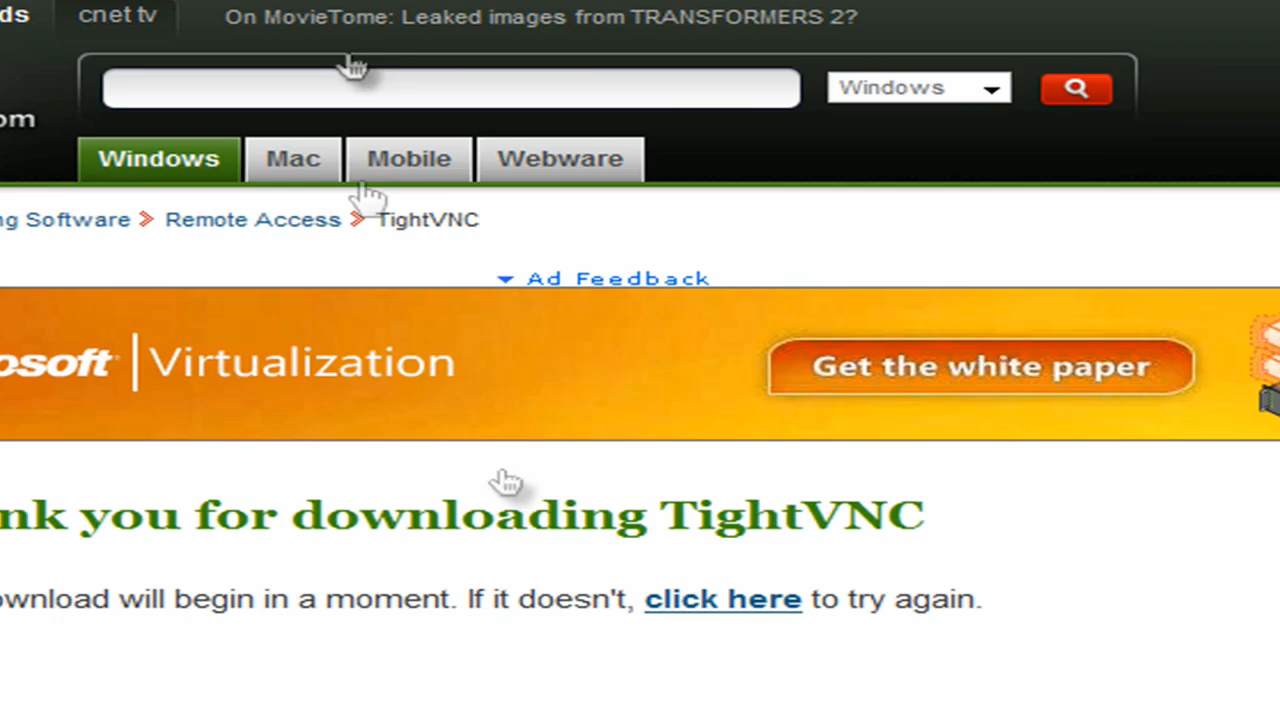 ds cnet tv On MovieTome: Leaked images from TRANSFORMERS 2?
Windows
om
Windows Mac Mobile Webware
ng Software Remote Access TightVNC
Ad Feedback
osoft Virtualization Get the white paper
nk you for downloading TightVNC
ownload will begin in a moment. If it doesn't, click here to try again.